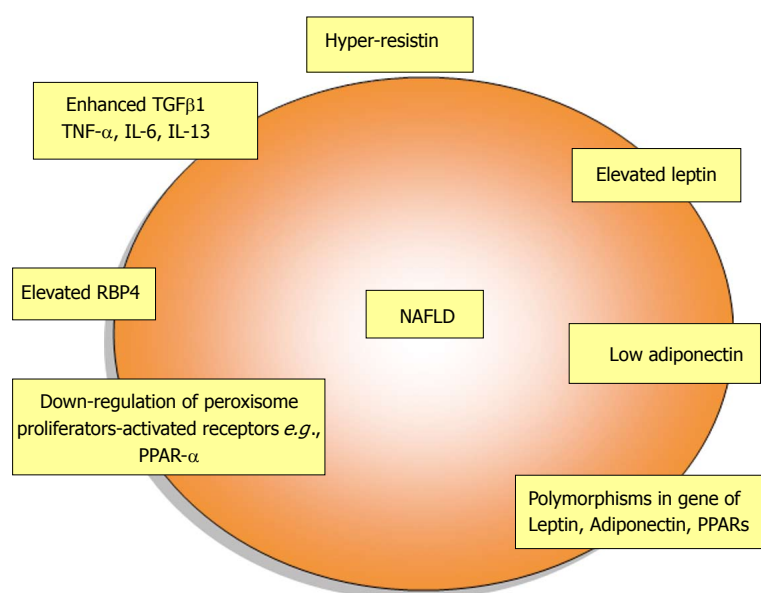 Hyper-resistin
Enhanced TGFβ1
TNF-α, IL-6, IL-13
Elevated leptin
Elevated RBP4
NAFLD
Low adiponectin
Down-regulation of peroxisome
proliferators-activated receptors e.g.,
PPAR-α
Polymorphisms in gene of
Leptin, Adiponectin, PPARs